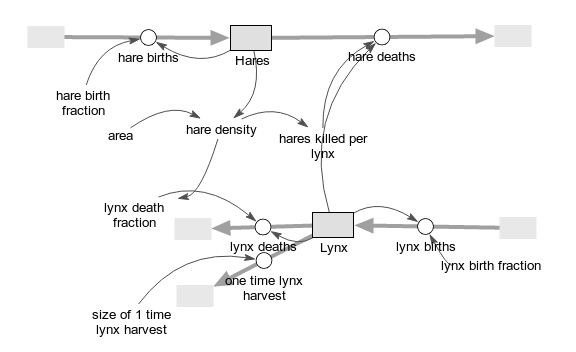 hare births
Hares
hare deaths
hare birth
fraction
area
hare density
hares killed per
lynx
lynx death
fraction
lynx deaths
Lynx
lynx births
lynx birth fraction
one time lynx
harvest
size of 1 time
lynx harvest